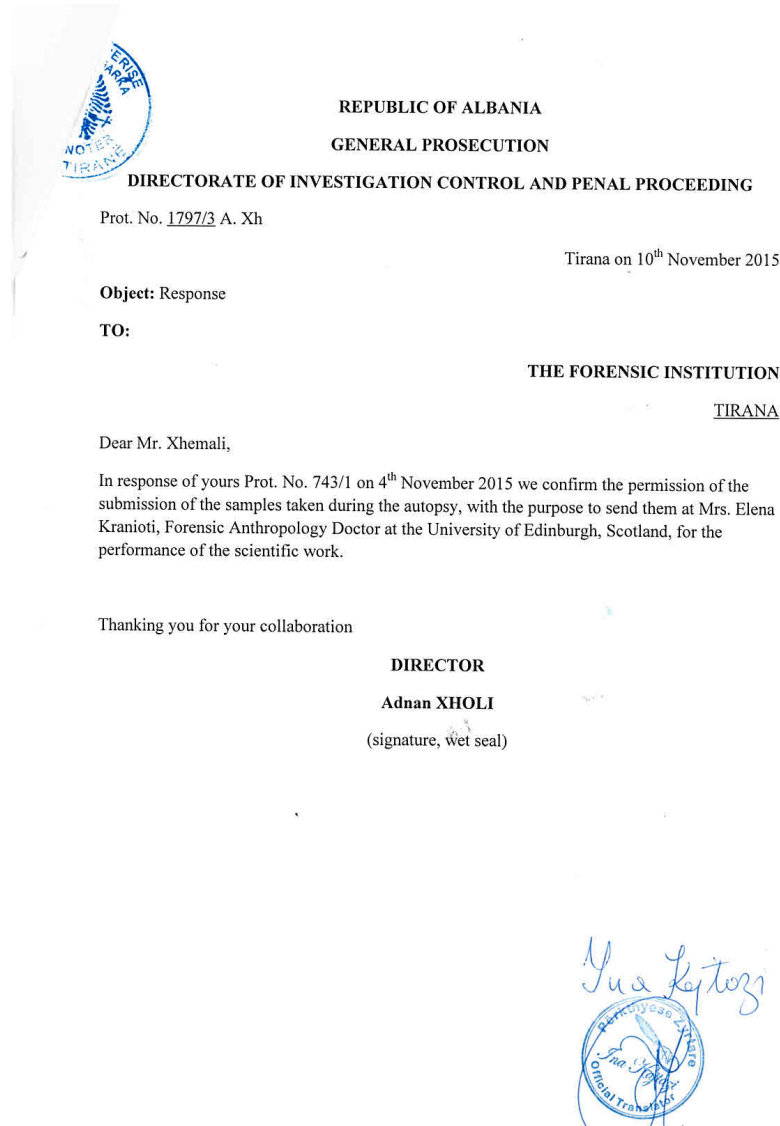 NOTER
TIRANË
REPUBLIC OF ALBANIA
GENERAL PROSECUTION
DIRECTORATE OF INVESTIGATION CONTROL AND PENAL PROCEEDING
Prot. No. 1797/3 A. Xh
Tirana on 10th November 2015
Object: Response
TO:
THE FORENSIC INSTITUTION
TIRANA
Dear Mr. Xhemali,
In response of yours Prot. No. 743/1 on 4th November 2015 we confirm the permission of the
submission of the samples taken during the autopsy, with the purpose to send them at Mrs. Elena
Kranioti, Forensic Anthropology Doctor at the University of Edinburgh, Scotland, for the
performance of the scientific work.
Thanking you for your collaboration
DIRECTOR
Adnan XHOLI
(signature, wet seal)
Ina
Përkthyese Zyrtare
Ina
Official Translator